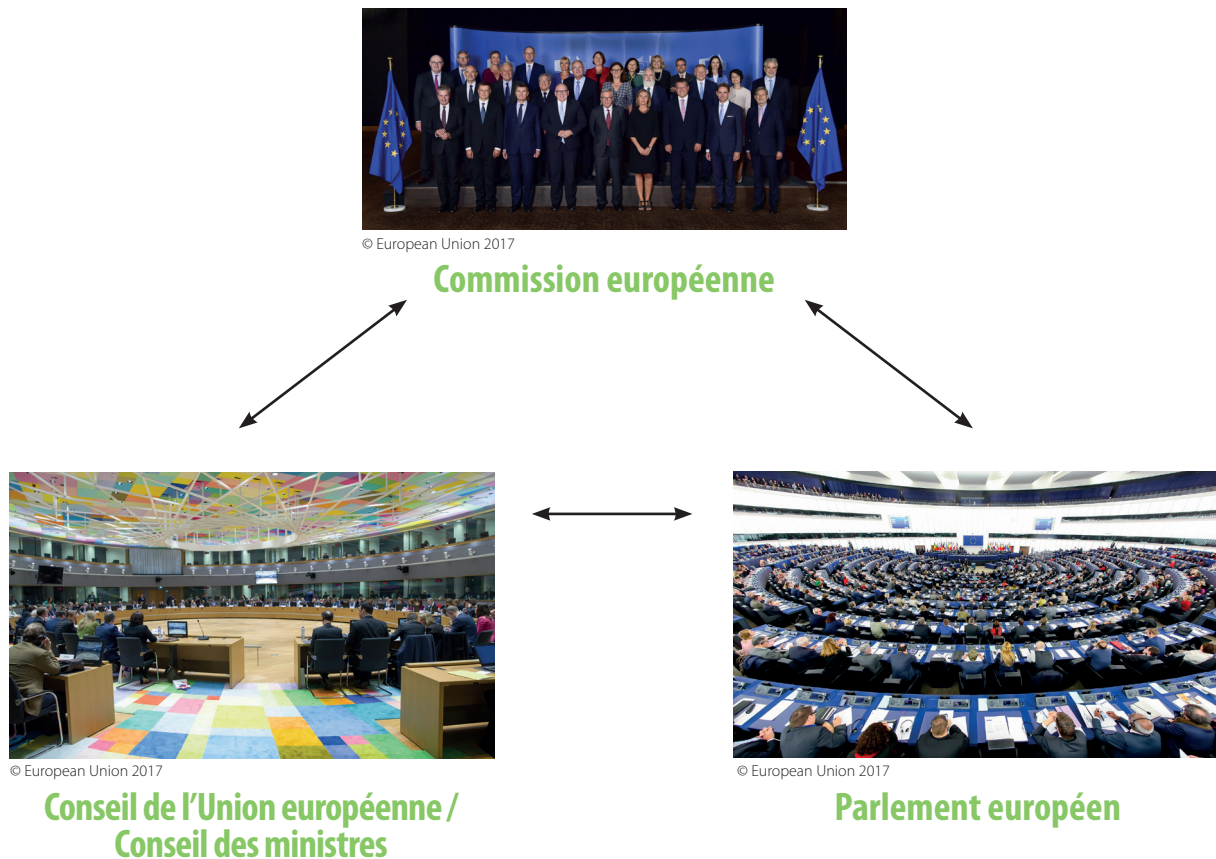 © European Union 2017
Commission européenne
© European Union 2017
Conseil de l'Union européenne /
Conseil des ministres
© European Union 2017
Parlement européen